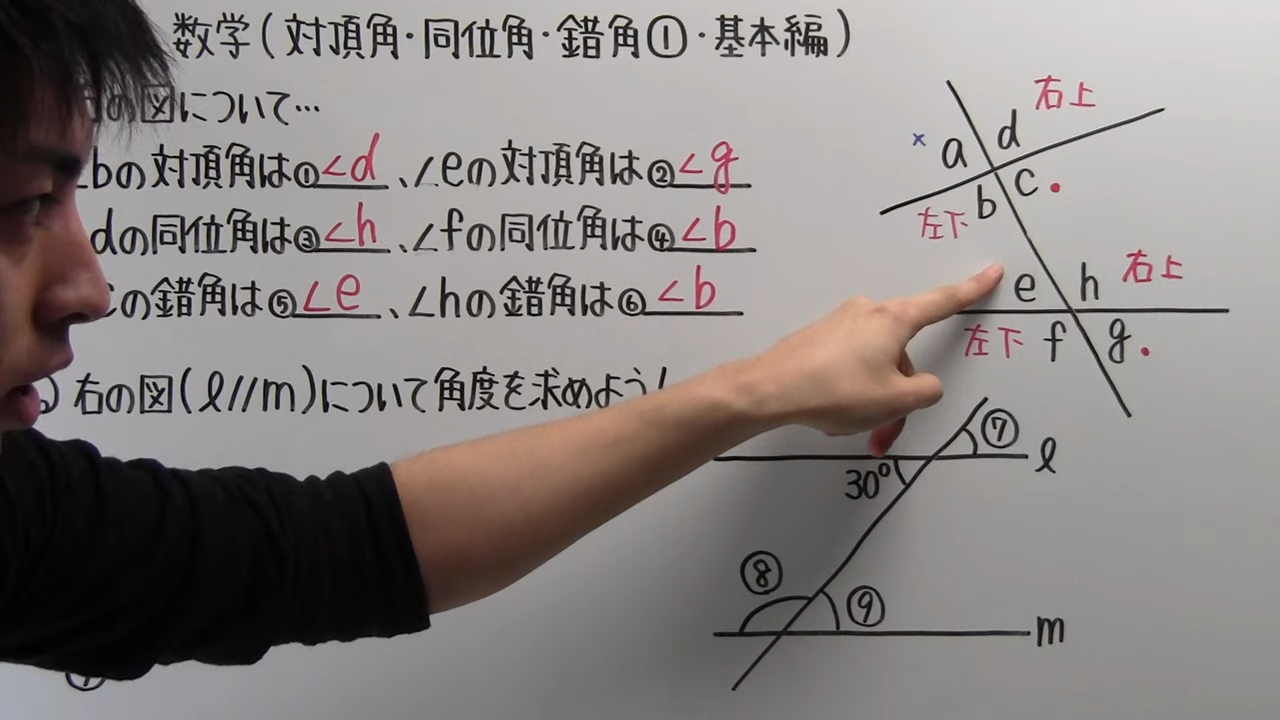 数学(対頂角・同位角・錯角①・基本編)
の図について…
∠bの対頂角は①∠d、∠eの対頂角は②∠g
dの同位角は③∠h、∠fの同位角は④∠b
の錯角は⑤∠e、∠hの錯角は⑥∠b
右の図(l//m)について角度を求めよう!
右上
× a d
左下 b c
e h 右上
左下 f g
⑦
l
30°
⑧
⑨
m